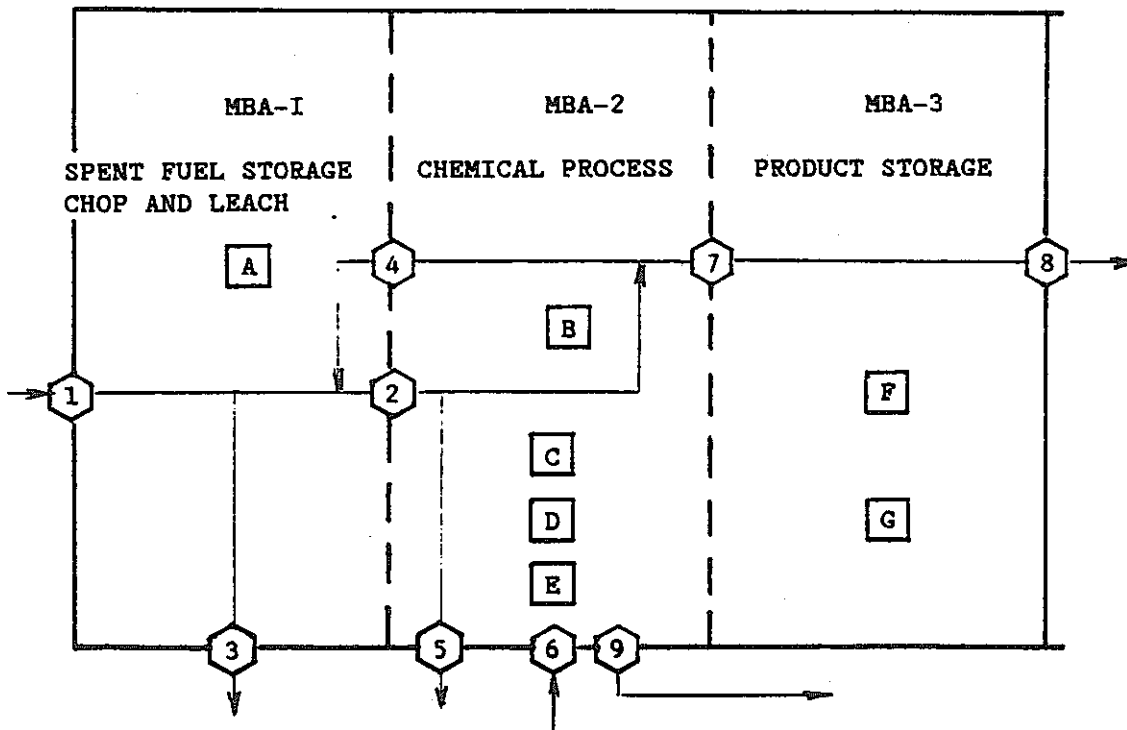 MBA-I
MBA-2
MBA-3
SPENT FUEL STORAGE
CHOP AND LEACH
CHEMICAL PROCESS
PRODUCT STORAGE
A
4
7
8
B
1
2
F
C
D
G
E
3
5
6
9